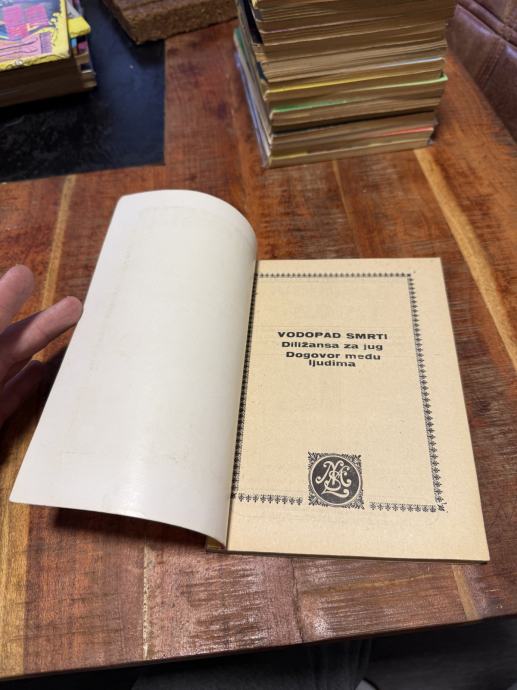 VODOPAD SMRTI
Diližansa za jug
Dogovor među
ljudima